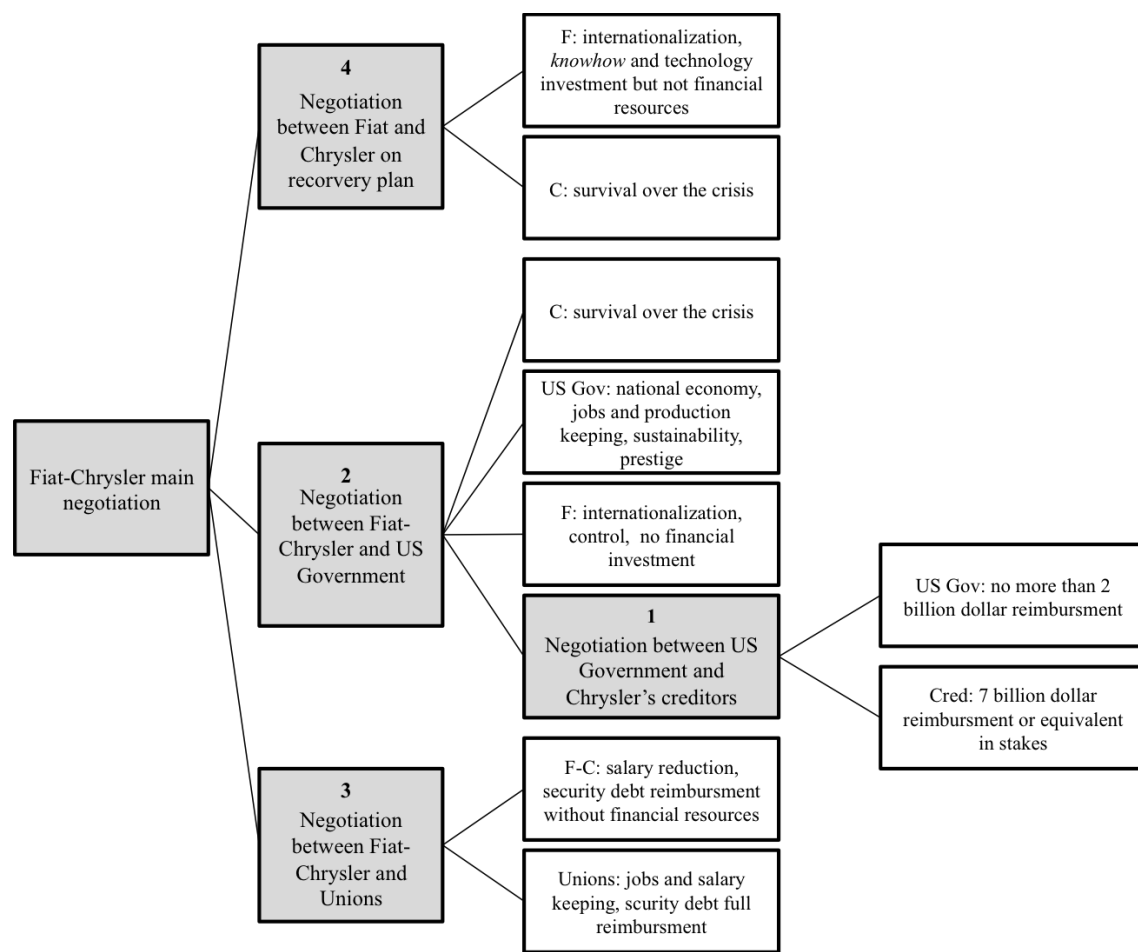 Fiat-Chrysler main
negotiation
4
Negotiation
between Fiat and
Chrysler on
recorvery plan
F: internationalization,
knowhow and technology
investment but not financial
resources
C: survival over the crisis
2
Negotiation
between Fiat-
Chrysler and US
Government
C: survival over the crisis
US Gov: national economy,
jobs and production
keeping, sustainability,
prestige
F: internationalization,
control, no financial
investment
1
Negotiation between US
Government and
Chrysler’s creditors
US Gov: no more than 2
billion dollar reimbursment
Cred: 7 billion dollar
reimbursment or equivalent
in stakes
3
Negotiation
between Fiat-
Chrysler and
Unions
F-C: salary reduction,
security debt reimbursment
without financial resources
Unions: jobs and salary
keeping, scurity debt full
reimbursment